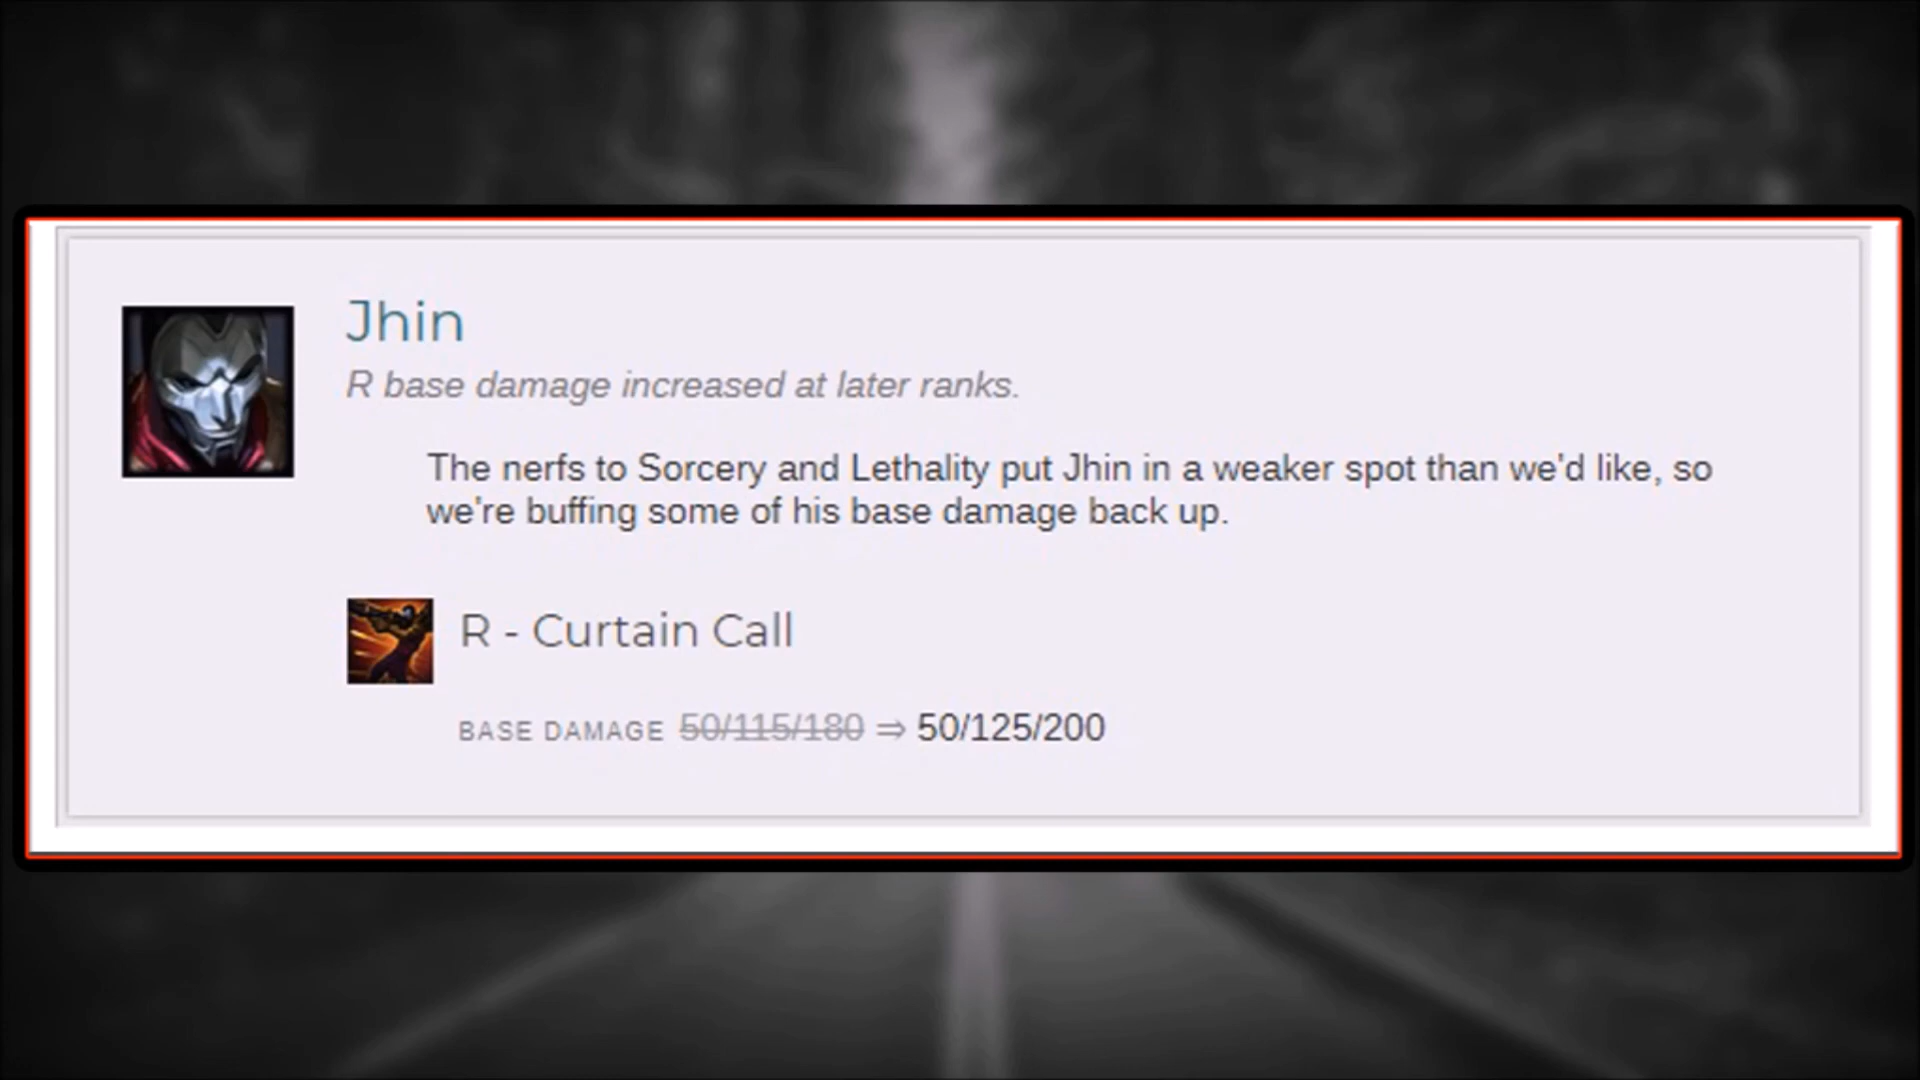 Jhin
R base damage increased at later ranks.
The nerfs to Sorcery and Lethality put Jhin in a weaker spot than we'd like, so
we're buffing some of his base damage back up.
R - Curtain Call
BASE DAMAGE 50/115/180 ⇒ 50/125/200